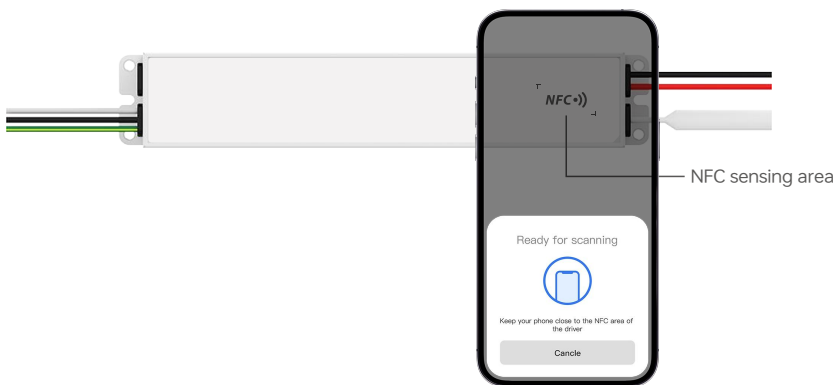 NFC
NFC sensing area
Ready for scanning
Keep your phone close to the NFC area of
the driver
Cancle